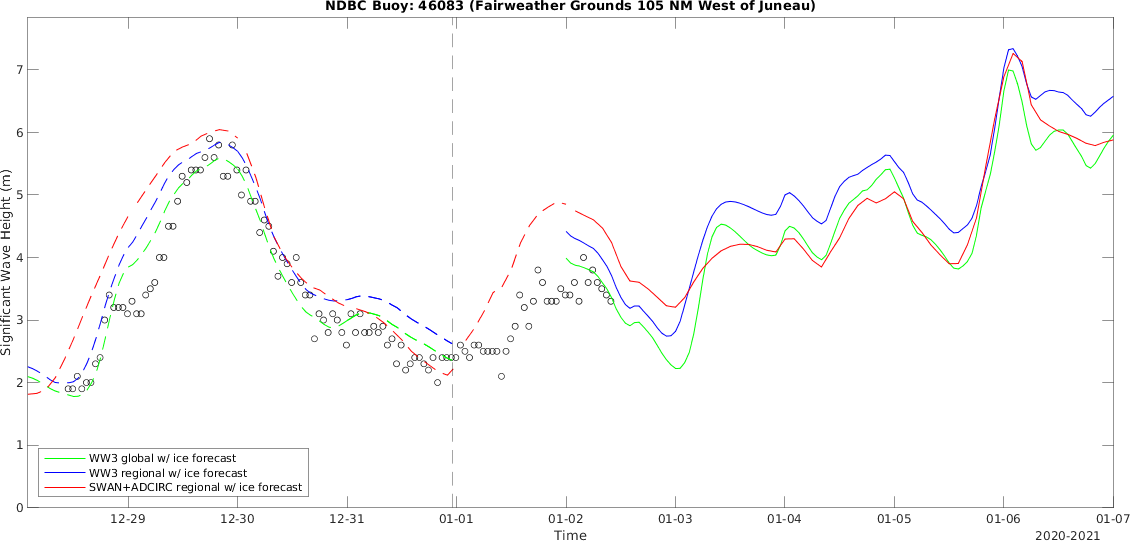 NDBC Buoy: 46083 (Fairweather Grounds 105 NM West of Juneau)
Significant Wave Height (m)
7
6
5
4
3
2
1
0
WW3 global w/ ice forecast
WW3 regional w/ ice forecast
SWAN+ADCIRC regional w/ ice forecast
12-29 12-30 12-31 01-01 01-02 01-03 01-04 01-05 01-06 01-07
Time
2020-2021